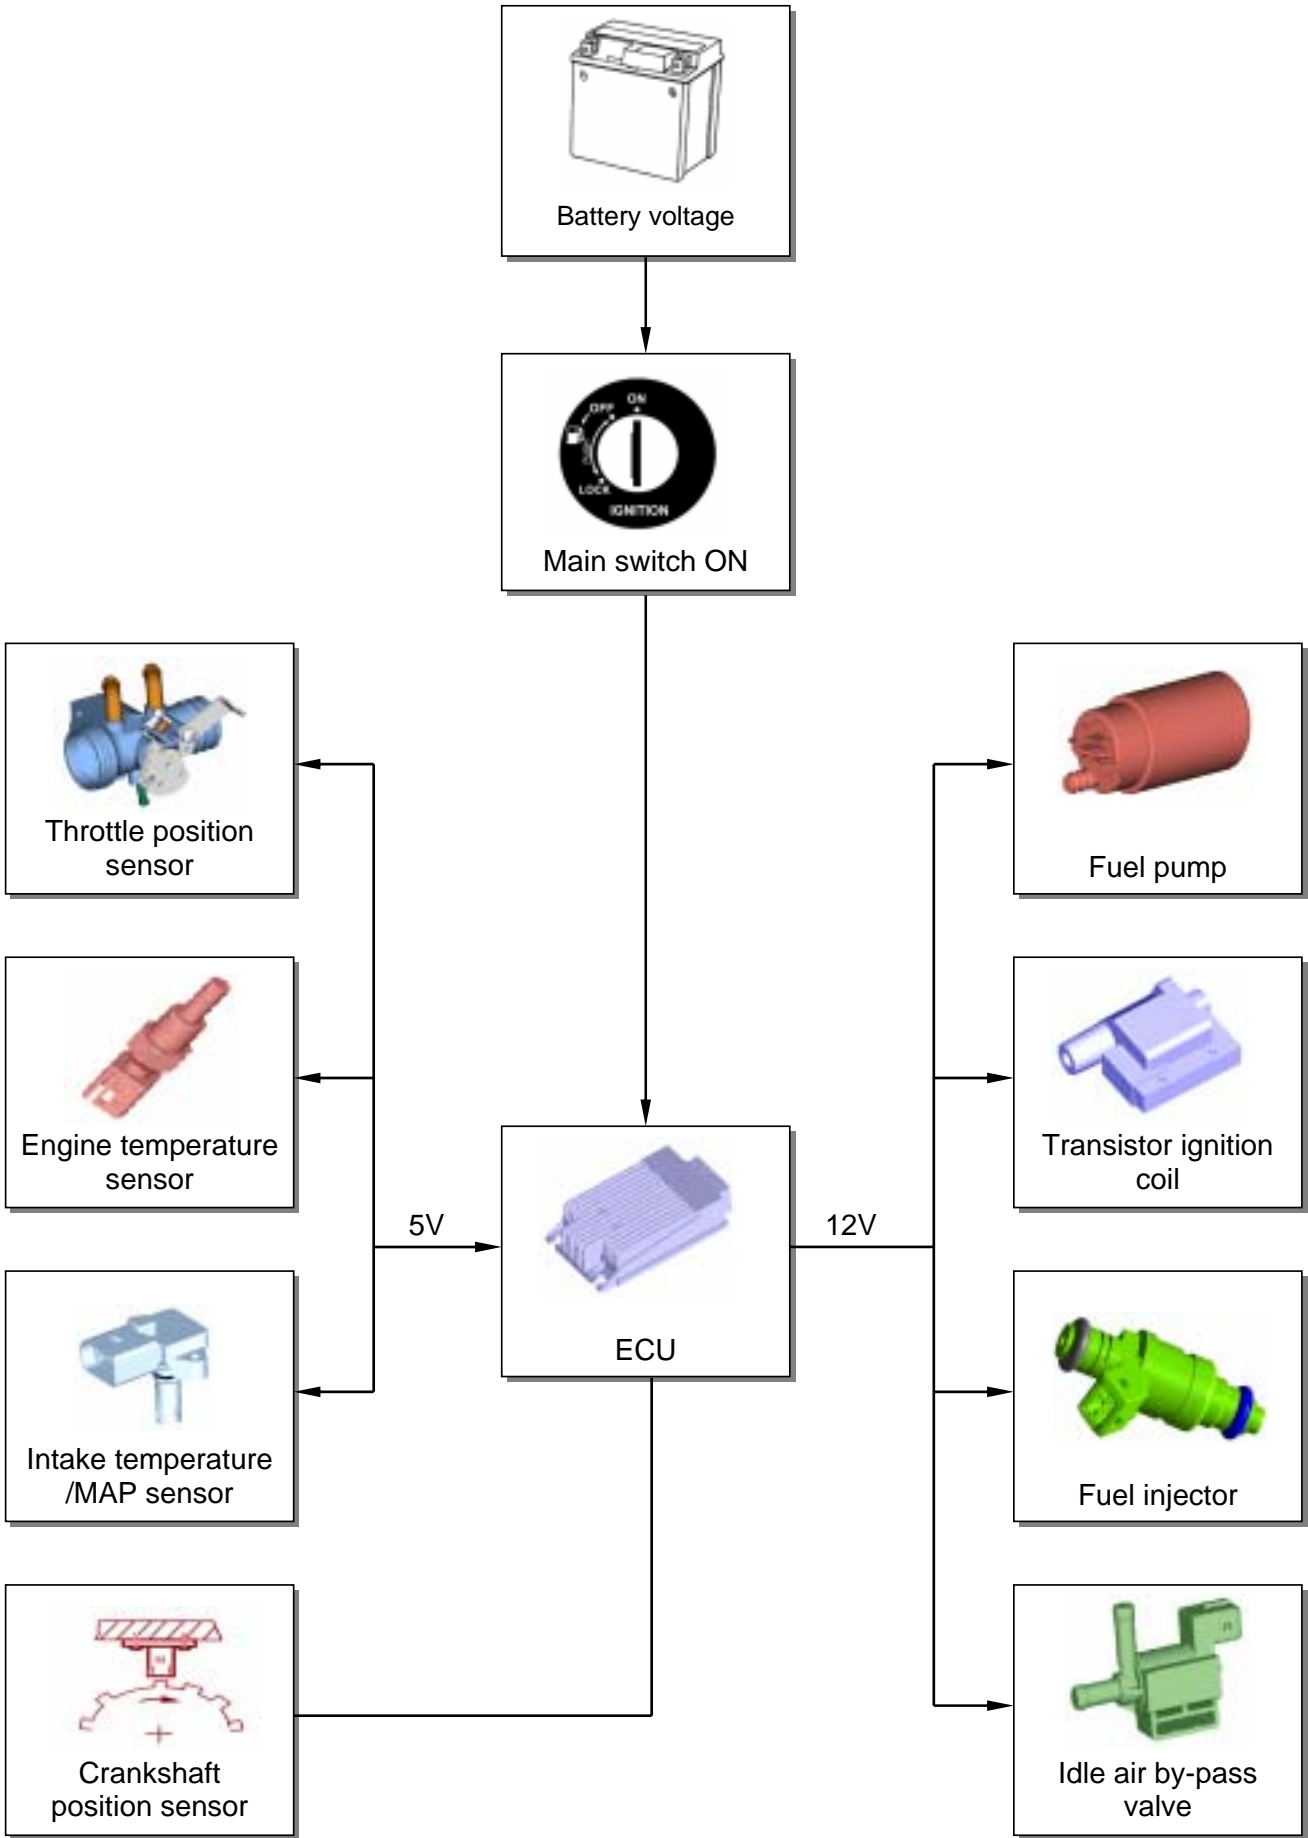 Battery voltage
ON
OFF
LOCK
IGNITION
Main switch ON
Throttle position
sensor
Fuel pump
Engine temperature
sensor
Transistor ignition
coil
5V
12V
ECU
Intake temperature
/MAP sensor
Fuel injector
Crankshaft
position sensor
Idle air by-pass
valve